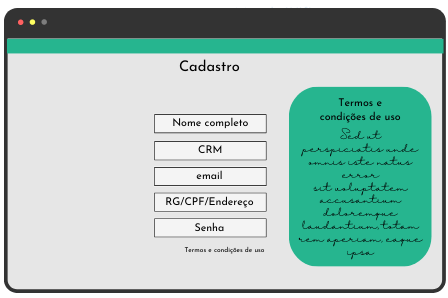 Cadastro
Nome completo
CRM
email
RG/CPF/Endereço
Senha
Termos e condições de uso
Termos e
condições de uso
Sed ut
perspiciatis unde
omnis iste natus
error
sit voluptatem
accusantium
doloremque
laudantium, totam
rem aperiam, eaque
ipsa